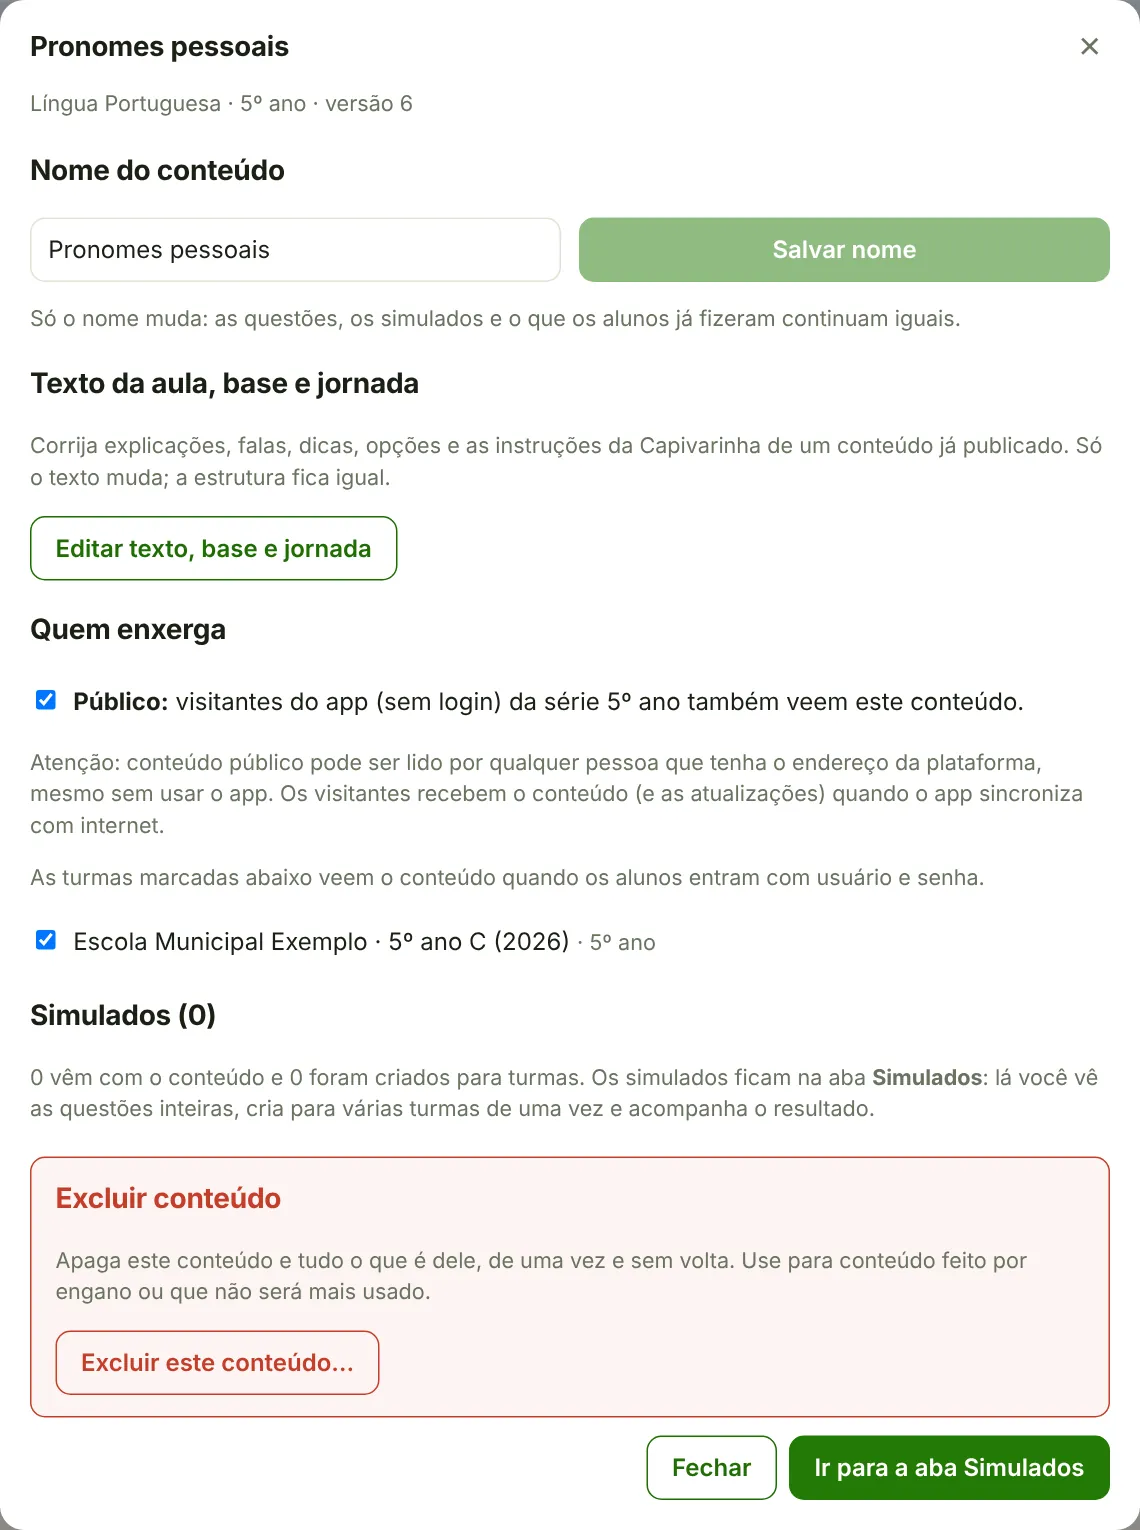 Pronomes pessoais
Língua Portuguesa · 5º ano · versão 6
Nome do conteúdo
Pronomes pessoais
Salvar nome
Só o nome muda: as questões, os simulados e o que os alunos já fizeram continuam iguais.
Texto da aula, base e jornada
Corrija explicações, falas, dicas, opções e as instruções da Capivarinha de um conteúdo já publicado. Só
o texto muda; a estrutura fica igual.
Editar texto, base e jornada
Quem enxerga
Público: visitantes do app (sem login) da série 5º ano também veem este conteúdo.
Atenção: conteúdo público pode ser lido por qualquer pessoa que tenha o endereço da plataforma,
mesmo sem usar o app. Os visitantes recebem o conteúdo (e as atualizações) quando o app sincroniza
com internet.
As turmas marcadas abaixo veem o conteúdo quando os alunos entram com usuário e senha.
Escola Municipal Exemplo · 5º ano C (2026) · 5º ano
Simulados (0)
0 vêm com o conteúdo e 0 foram criados para turmas. Os simulados ficam na aba Simulados: lá você vê
as questões inteiras, cria para várias turmas de uma vez e acompanha o resultado.
Excluir conteúdo
Apaga este conteúdo e tudo o que é dele, de uma vez e sem volta. Use para conteúdo feito por
engano ou que não será mais usado.
Excluir este conteúdo...
Fechar
Ir para a aba Simulados